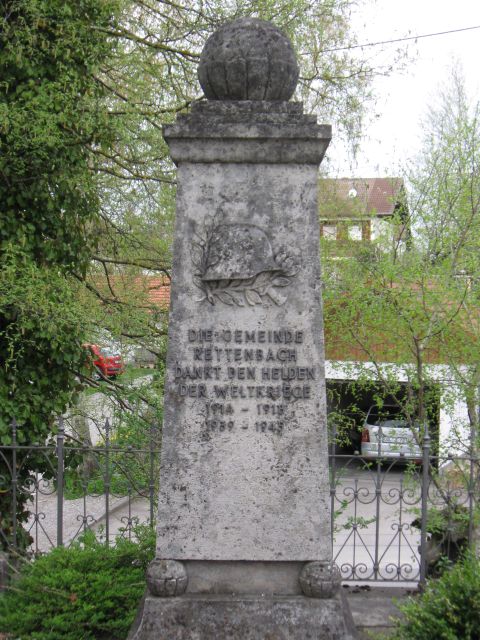 DIE GEMEINDE
RETTENBACH
DANKT DEN HELDEN
DER WELTKRIEGE
1914 - 1918
1939 - 1945